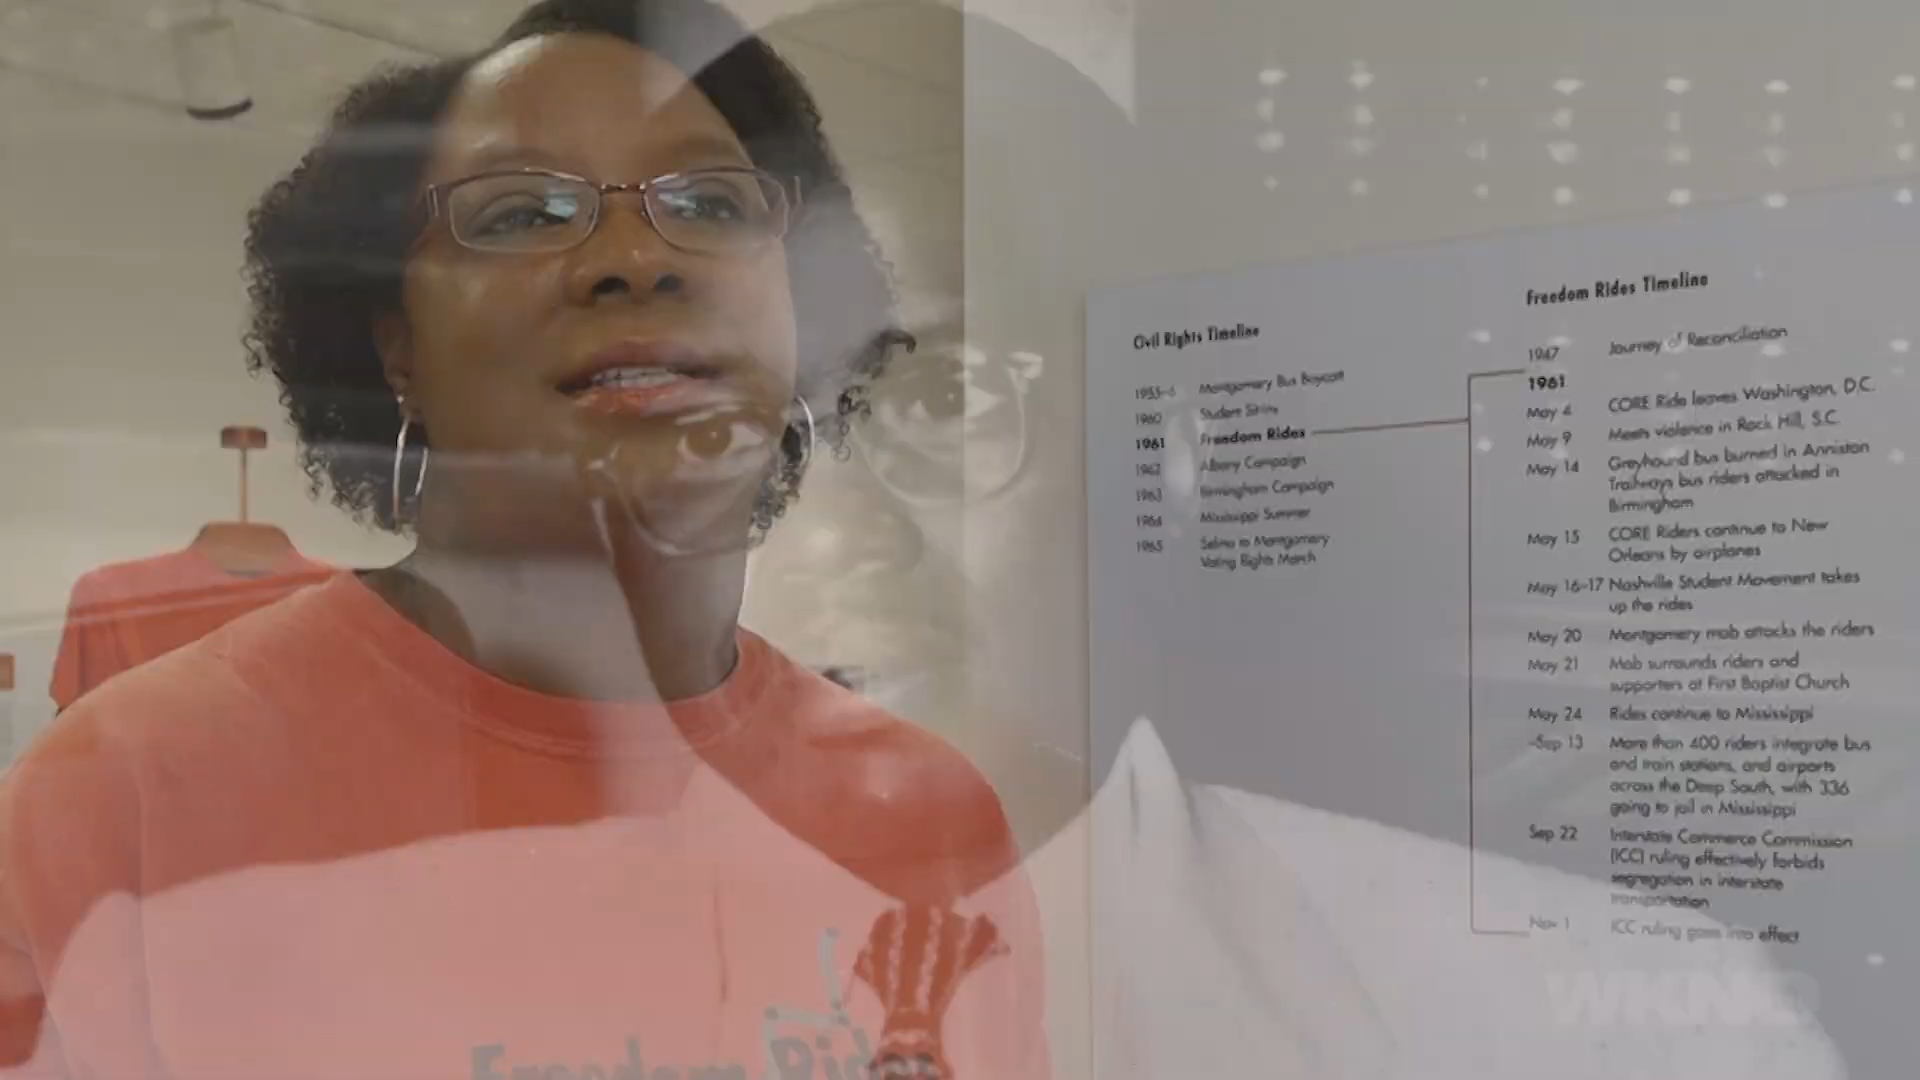 Civil Rights Timeline
1955–6 Montgomery Bus Boycott
1960 Student Sit-Ins
1961 Freedom Rides
1962 Albany Campaign
1963 Birmingham Campaign
1964 Mississippi Summer
1965 Selma to Montgomery
Voting Rights March
Freedom Rides Timeline
1947 Journey of Reconciliation
1961
May 4 CORE Ride leaves Washington, D.C.
May 9 Meets violence in Rock Hill, S.C.
May 14 Greyhound bus burned in Anniston
Trailways bus riders attacked in
Birmingham
May 15 CORE Riders continue to New
Orleans by airplanes
May 16–17 Nashville Student Movement takes
up the rides
May 20 Montgomery mob attacks the riders
May 21 Mob surrounds riders and
supporters at First Baptist Church
May 24 Rides continue to Mississippi
–Sep 13 More than 400 riders integrate bus
and train stations, and airports
across the Deep South, with 336
going to jail in Mississippi
Sep 22 Interstate Commerce Commission
(ICC) ruling effectively forbids
segregation in interstate
transportation
Nov 1 ICC ruling goes into effect
Freedom Rides